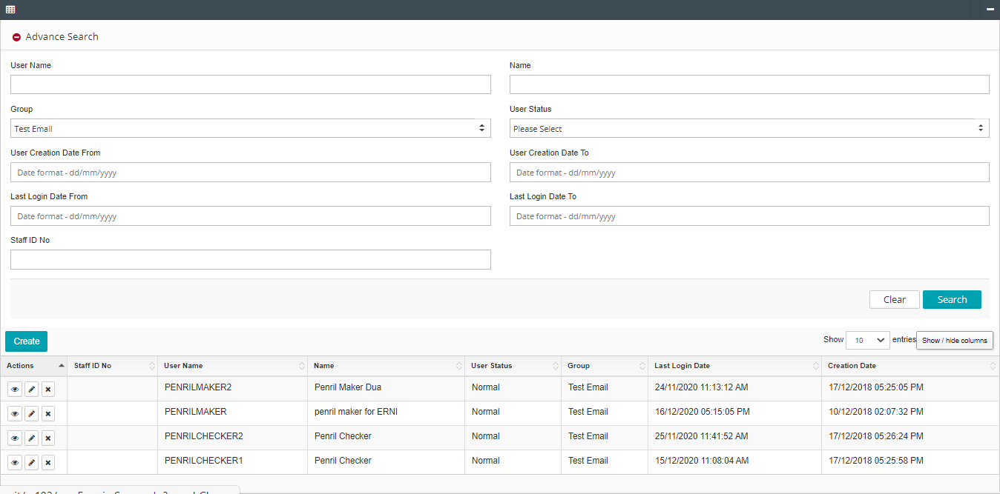 Advance Search
User Name Name
Group User Status
Test Email Please Select
User Creation Date From User Creation Date To
Date format - dd/mm/yyyy Date format - dd/mm/yyyy
Last Login Date From Last Login Date To
Date format - dd/mm/yyyy Date format - dd/mm/yyyy
Staff ID No
Clear Search
Create Show 10 entries Show / hide columns
Actions Staff ID No User Name Name User Status Group Last Login Date Creation Date
PENRILMAKER2 Penril Maker Dua Normal Test Email 24/11/2020 11:13:12 AM 17/12/2018 05:25:05 PM
PENRILMAKER penril maker for ERNI Normal Test Email 16/12/2020 05:15:05 PM 10/12/2018 02:07:32 PM
PENRILCHECKER2 Penril Checker Normal Test Email 25/11/2020 11:41:52 AM 17/12/2018 05:26:24 PM
PENRILCHECKER1 Penril Checker Normal Test Email 15/12/2020 11:08:04 AM 17/12/2018 05:25:58 PM